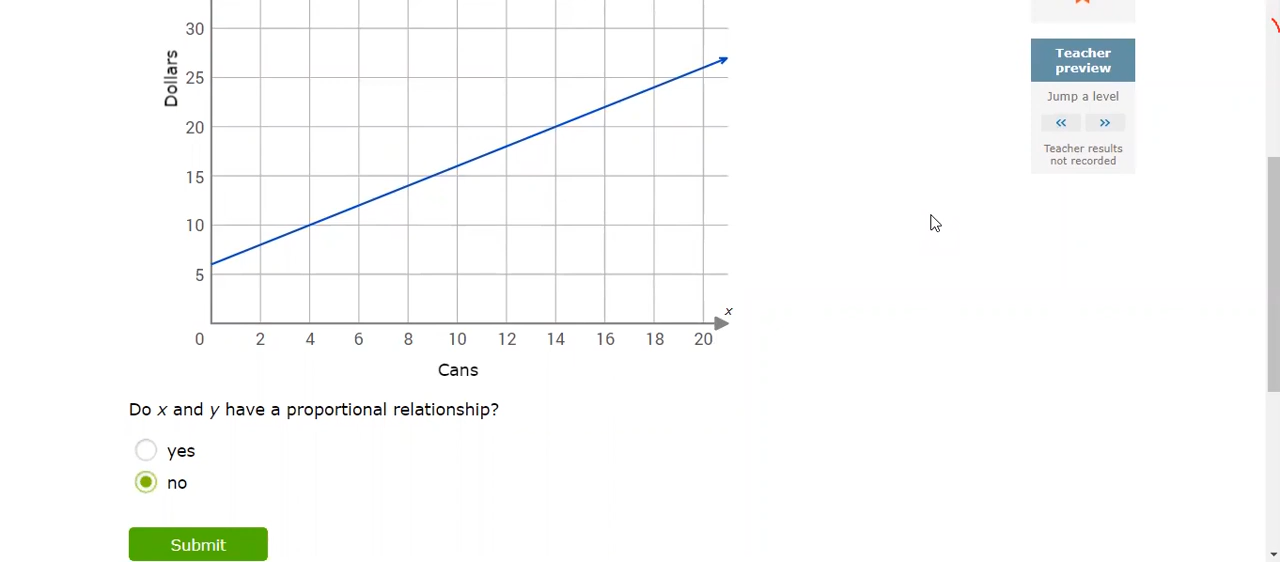 30
Teacher
preview
Dollars
25
Jump a level
« »
20
Teacher results
not recorded
15
10
5
x
0 2 4 6 8 10 12 14 16 18 20
Cans
Do x and y have a proportional relationship?
yes
no
Submit